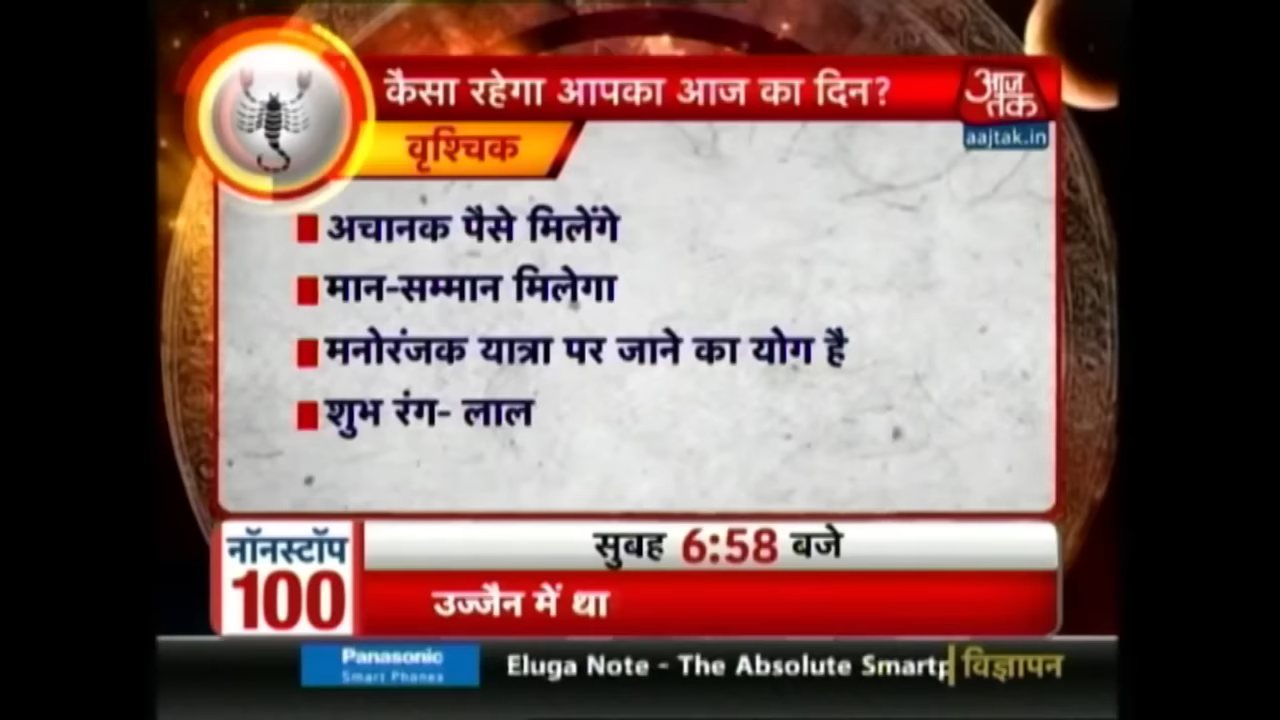 कैसा रहेगा आपका आज का दिन?
आज
तक
aajtak.in
वृश्चिक
अचानक पैसे मिलेंगे
मान-सम्मान मिलेगा
मनोरंजक यात्रा पर जाने का योग है
शुभ रंग- लाल
नॉनस्टॉप
100
सुबह 6:58 बजे
उज्जैन में था
Panasonic
Smart Phones
Eluga Note - The Absolute Smartp
विज्ञापन